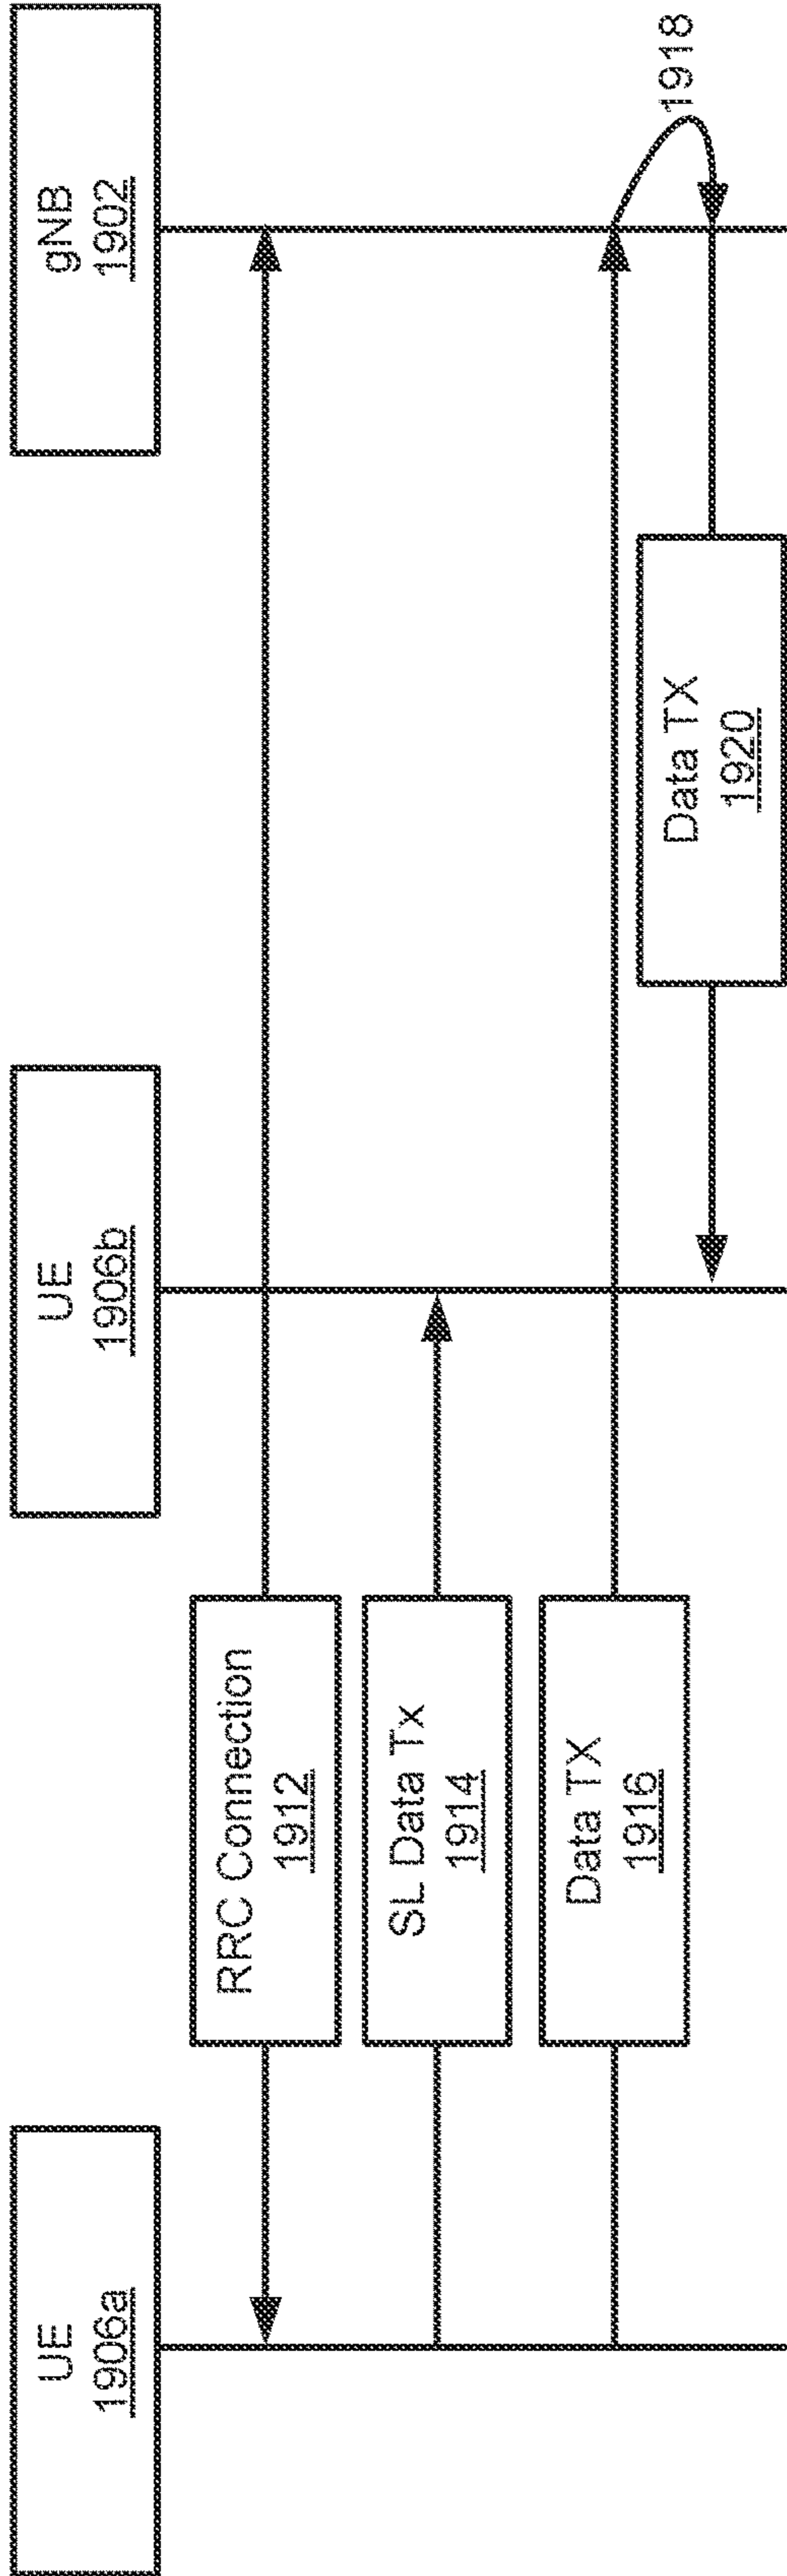 UE
1906a
UE
1906b
gNB
1902
RRC Connection
1912
SL Data Tx
1914
Data TX
1916
1918
Data TX
1920